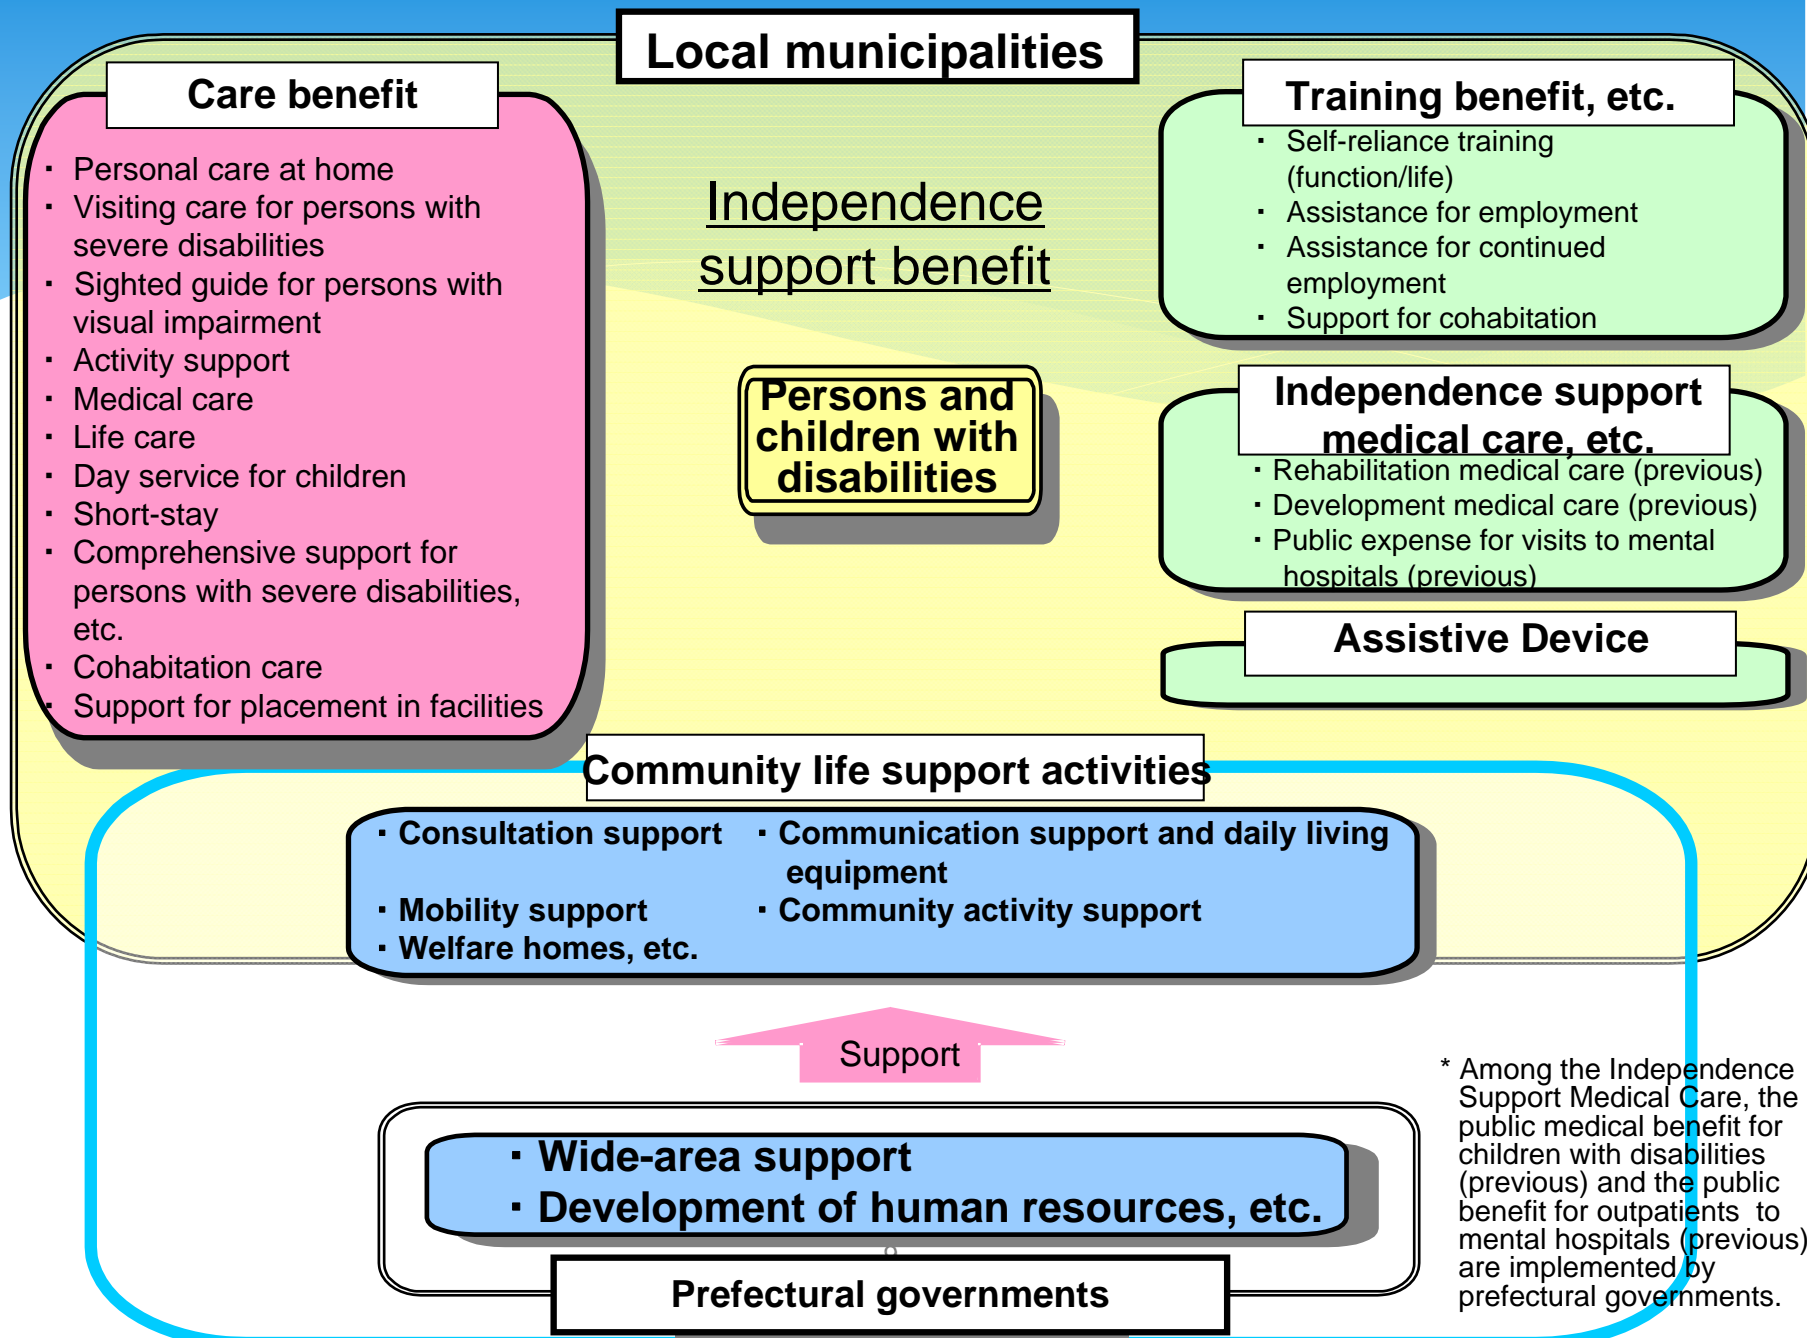 Local municipalities
Care benefit
・ Personal care at home
・ Visiting care for persons with
severe disabilities
・ Sighted guide for persons with
visual impairment
・ Activity support
・ Medical care
・ Life care
・ Day service for children
・ Short-stay
・ Comprehensive support for
persons with severe disabilities,
etc.
・ Cohabitation care
・ Support for placement in facilities
Independence
support benefit
Persons and
children with
disabilities
Training benefit, etc.
・ Self-reliance training
(function/life)
・ Assistance for employment
・ Assistance for continued
employment
・ Support for cohabitation
Independence support
medical care, etc.
・ Rehabilitation medical care (previous)
・ Development medical care (previous)
・ Public expense for visits to mental
hospitals (previous)
Assistive Device
Community life support activities
・ Consultation support ・ Communication support and daily living
equipment
・ Mobility support ・ Community activity support
・ Welfare homes, etc.
Support
・ Wide-area support
・ Development of human resources, etc.
Prefectural governments
* Among the Independence
Support Medical Care, the
public medical benefit for
children with disabilities
(previous) and the public
benefit for outpatients to
mental hospitals (previous)
are implemented by
prefectural governments.